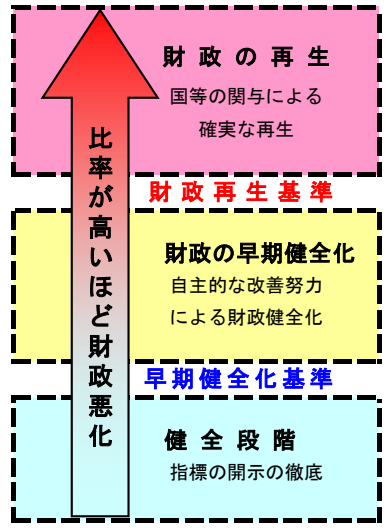 財政の再生
国等の関与による
確実な再生
財政再生基準
財政の早期健全化
自主的な改善努力
による財政健全化
早期健全化基準
健全段階
指標の開示の徹底
比率が高いほど財政悪化